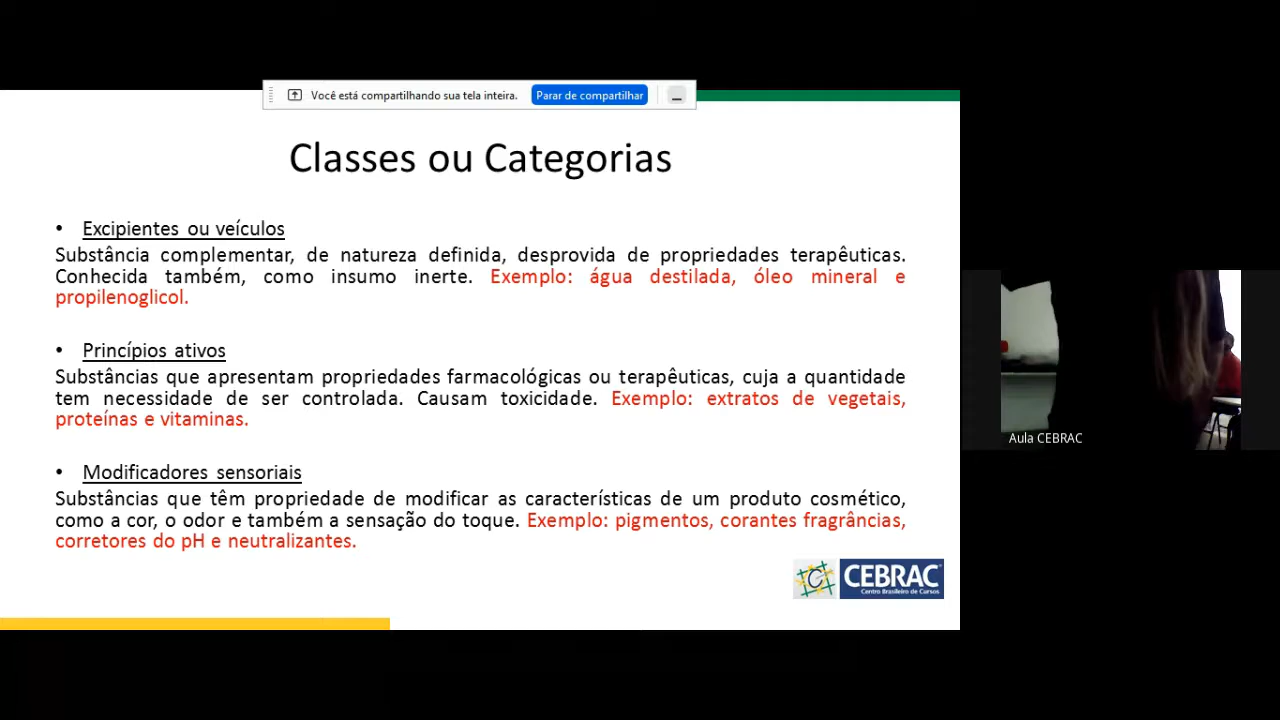 Você está compartilhando sua tela inteira. Parar de compartilhar
Classes ou Categorias
• Excipientes ou veículos
Substância complementar, de natureza definida, desprovida de propriedades terapêuticas.
Conhecida também, como insumo inerte. Exemplo: água destilada, óleo mineral e
propilenoglicol.
• Princípios ativos
Substâncias que apresentam propriedades farmacológicas ou terapêuticas, cuja a quantidade
tem necessidade de ser controlada. Causam toxicidade. Exemplo: extratos de vegetais,
proteínas e vitaminas.
• Modificadores sensoriais
Substâncias que têm propriedade de modificar as características de um produto cosmético,
como a cor, o odor e também a sensação do toque. Exemplo: pigmentos, corantes fragrâncias,
corretores do pH e neutralizantes.
CEBRAC
Centro Brasileiro de Cursos
Aula CEBRAC